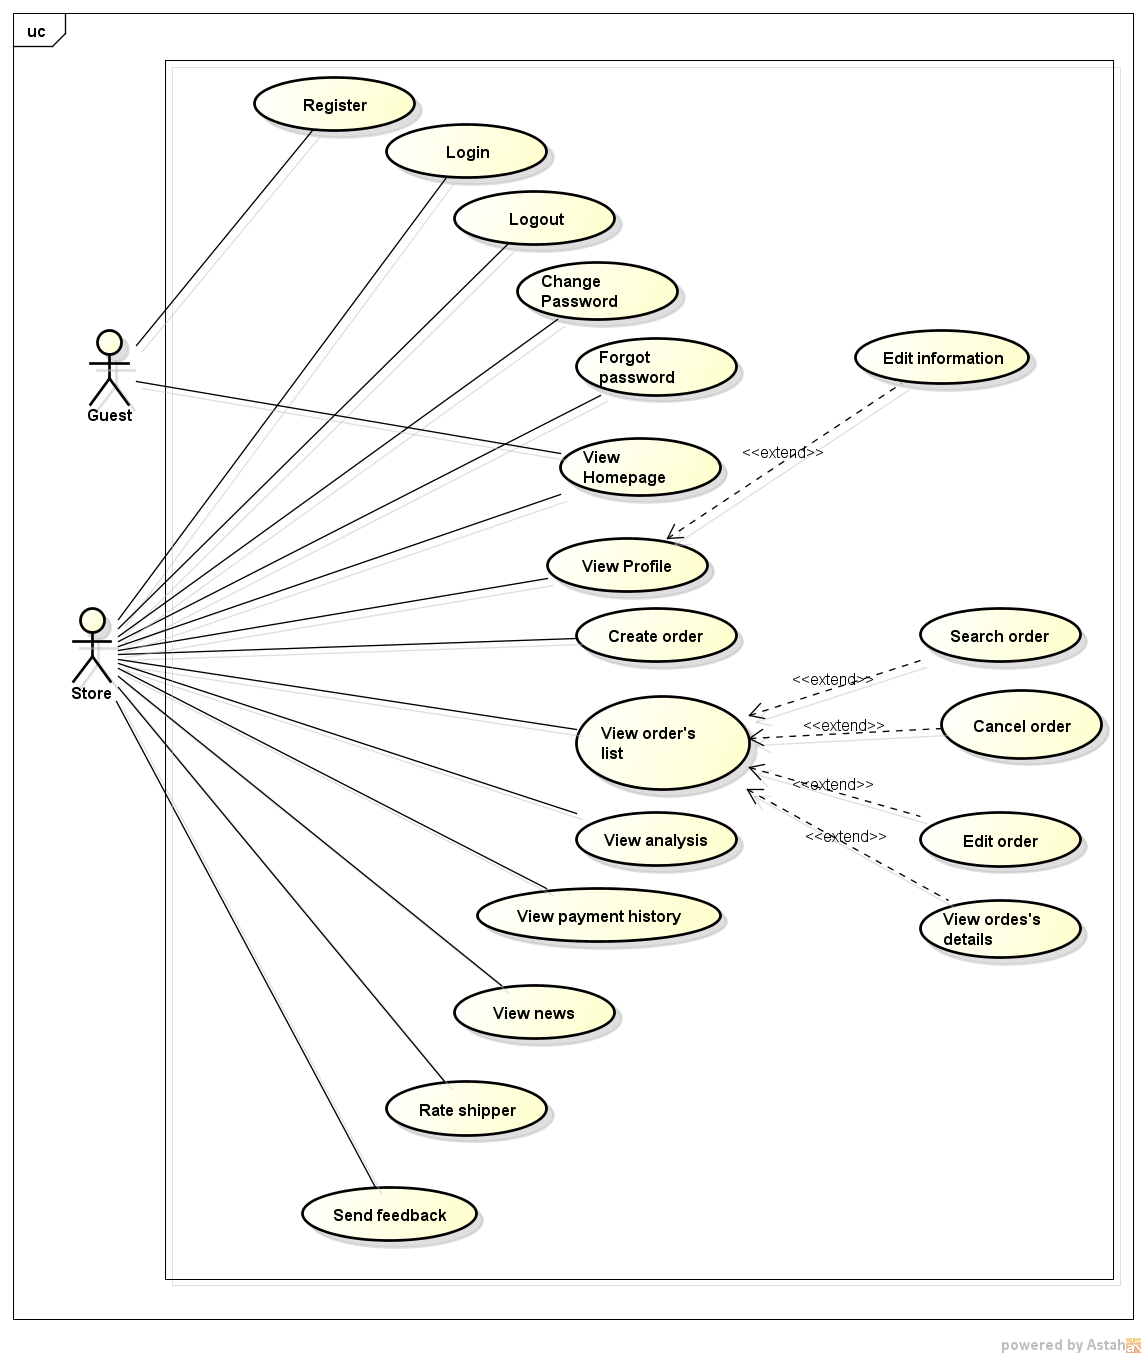 uc
Register
Login
Logout
Change
Password
Forgot
password
Edit information
Guest
<<extend>>
View
Homepage
View Profile
Create order
Search order
Store
<<extend>>
View order's
list
<<extend>>
Cancel order
<<extend>>
View analysis
<<extend>>
Edit order
View payment history
View ordes's
details
View news
Rate shipper
Send feedback
powered by Astah